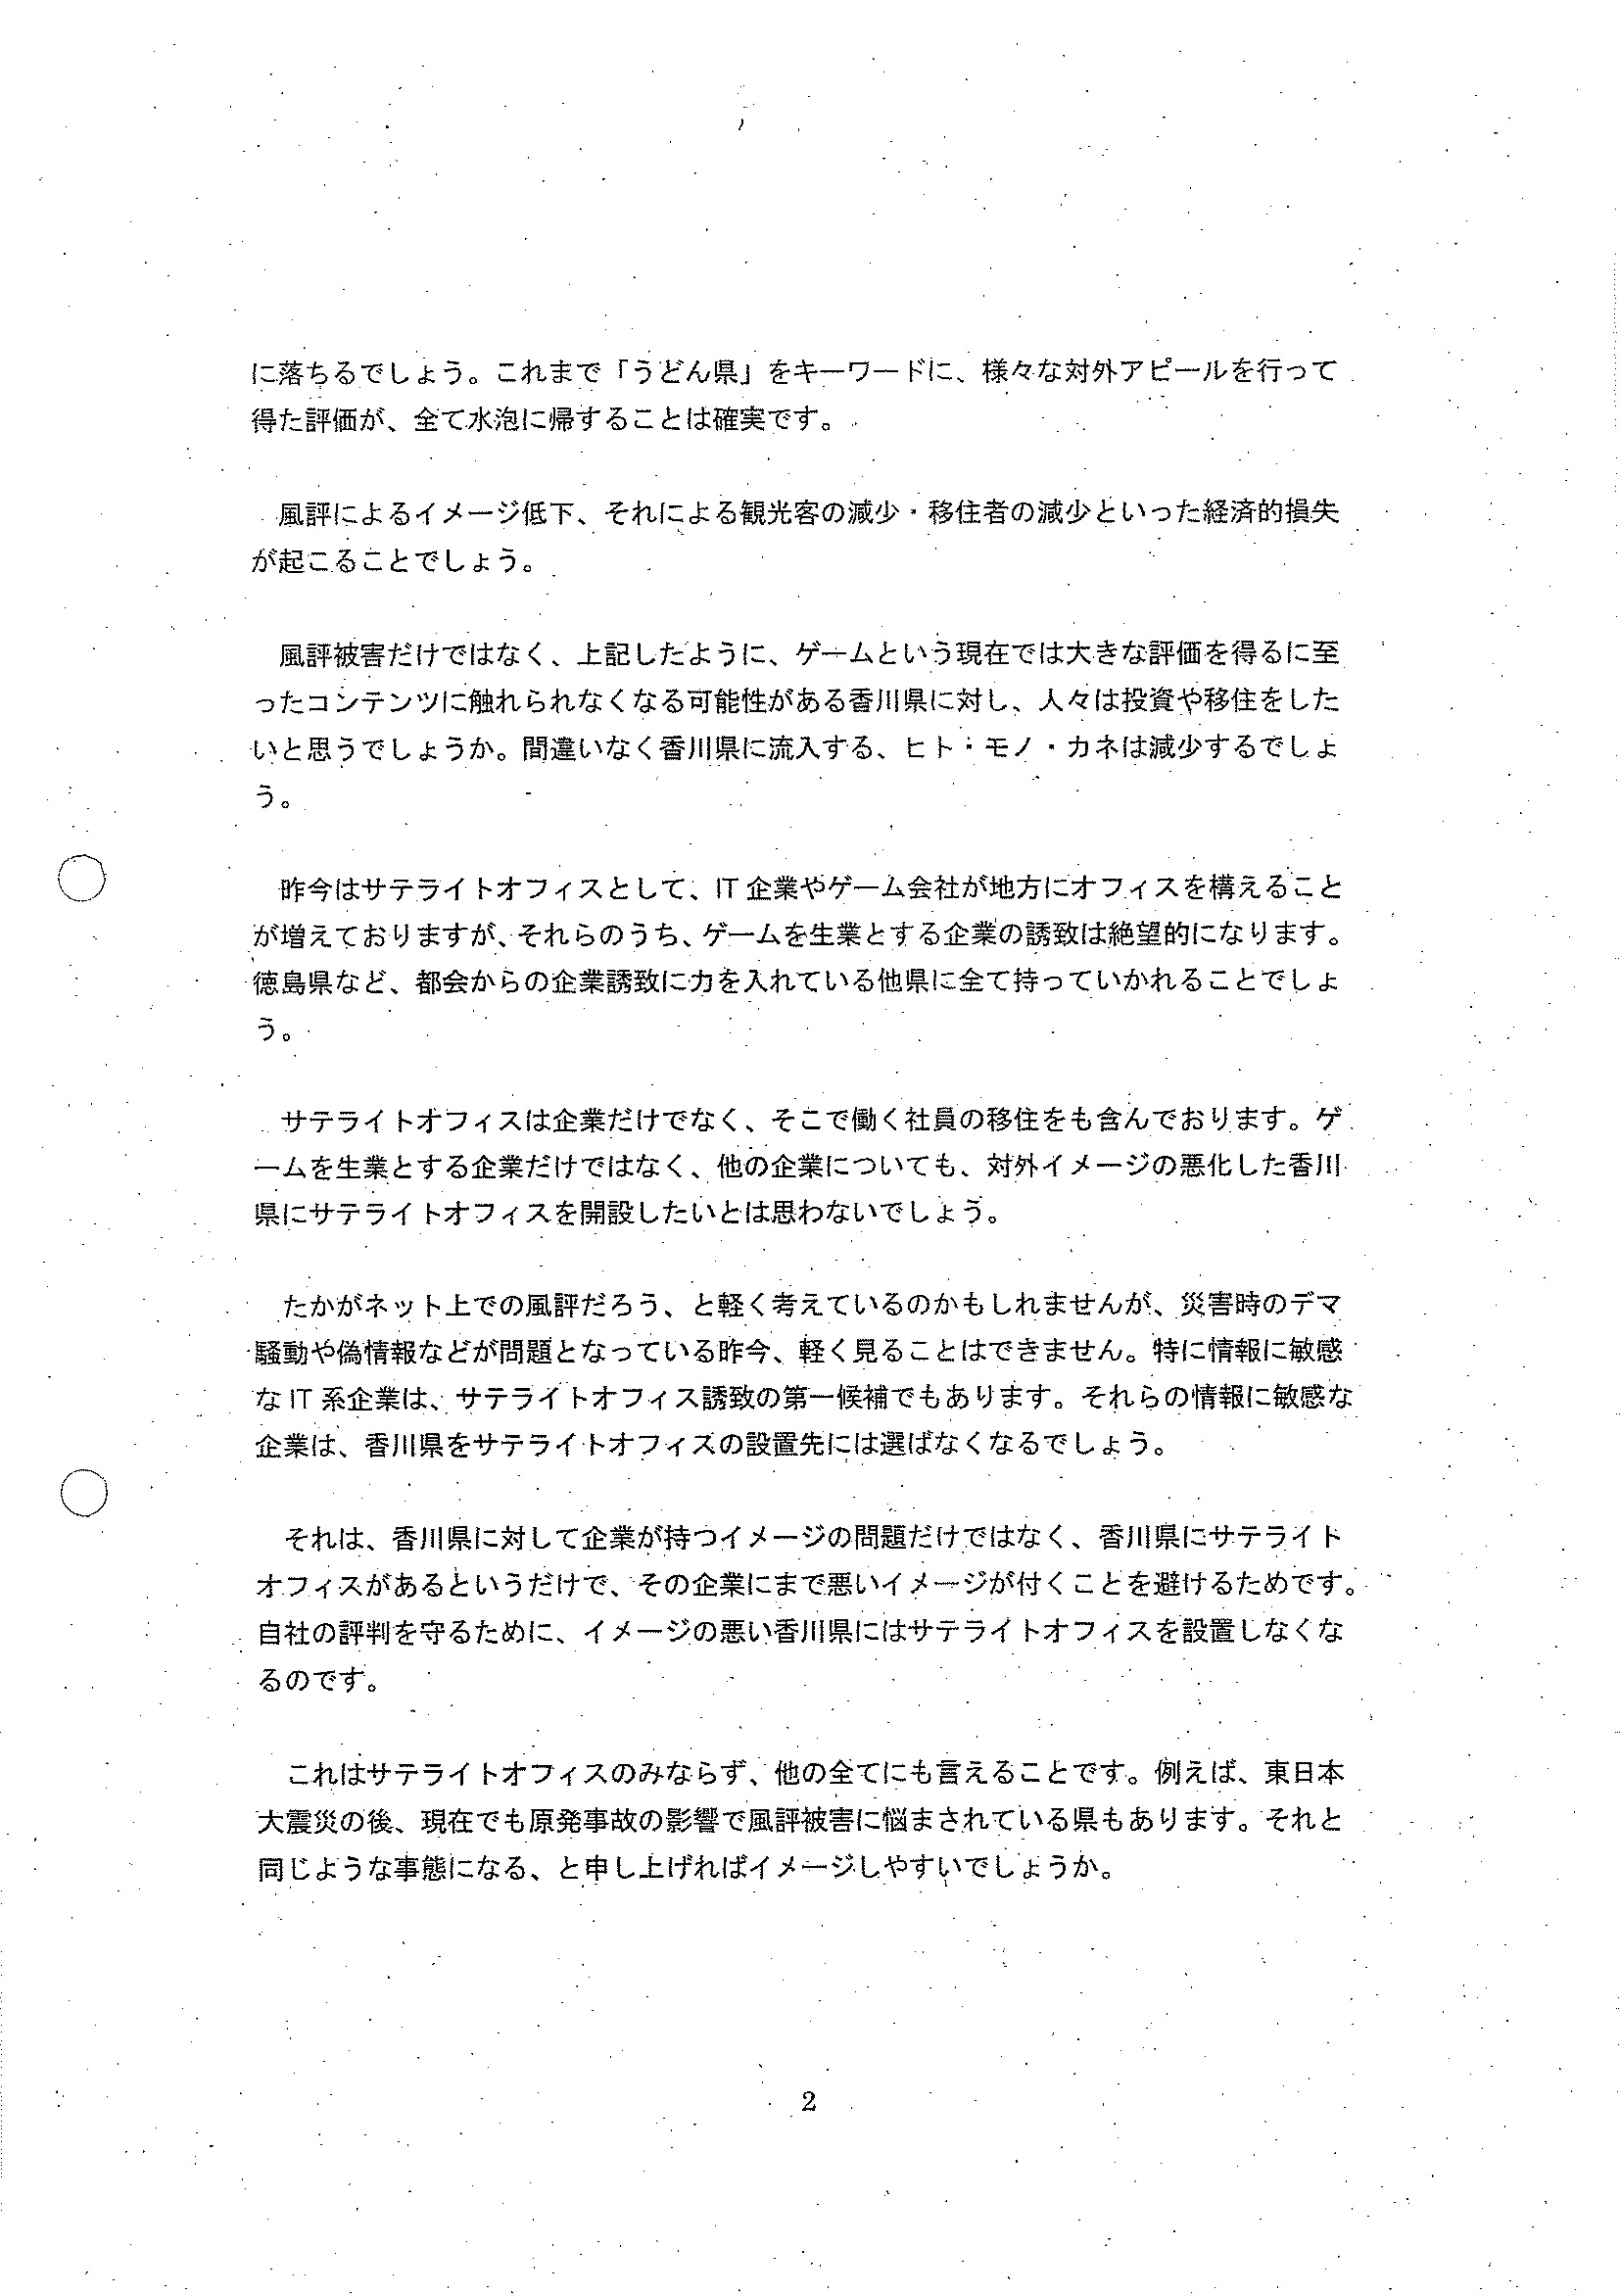 に落ちるでしょう。これまで「うどん県」をキーワードに、様々な対外アピールを行って
得た評価が、全て水泡に帰することは確実です。
風評によるイメージ低下、それによる観光客の減少・移住者の減少といった経済的損失
が起こることでしょう。
風評被害だけではなく、上記したように、ゲームという現在では大きな評価を得るに至
ったコンテンツに触れられなくなる可能性がある香川県に対し、人々は投資や移住をした
いと思うでしょうか。間違いなく香川県に流入する、ヒト・モノ・カネは減少するでしょ
う。
昨今はサテライトオフィスとして、IT 企業やゲーム会社が地方にオフィスを構えること
が増えておりますが、それらのうち、ゲームを生業とする企業の誘致は絶望的になります。
徳島県など、都会からの企業誘致に力を入れている他県に全て持っていかれることでしょ
う。
サテライトオフィスは企業だけでなく、そこで働く社員の移住をも含んでおります。ゲ
ームを生業とする企業だけではなく、他の企業についても、対外イメージの悪化した香川
県にサテライトオフィスを開設したいとは思わないでしょう。
たかがネット上での風評だろう、と軽く考えているのかもしれませんが、災害時のデマ
騒動や偽情報などが問題となっている昨今、軽く見ることはできません。特に情報に敏感
な IT 系企業は、サテライトオフィス誘致の第一候補でもあります。それらの情報に敏感な
企業は、香川県をサテライトオフィスの設置先には選ばなくなるでしょう。
それは、香川県に対して企業が持つイメージの問題だけではなく、香川県にサテライト
オフィスがあるというだけで、その企業にまで悪いイメージが付くことを避けるためです。
自社の評判を守るために、イメージの悪い香川県にはサテライトオフィスを設置しなくな
るのです。
これはサテライトオフィスのみならず、他の全てにも言えることです。例えば、東日本
大震災の後、現在でも原発事故の影響で風評被害に悩まされている県もあります。それと
同じような事態になる、と申し上げればイメージしやすいでしょうか。
2